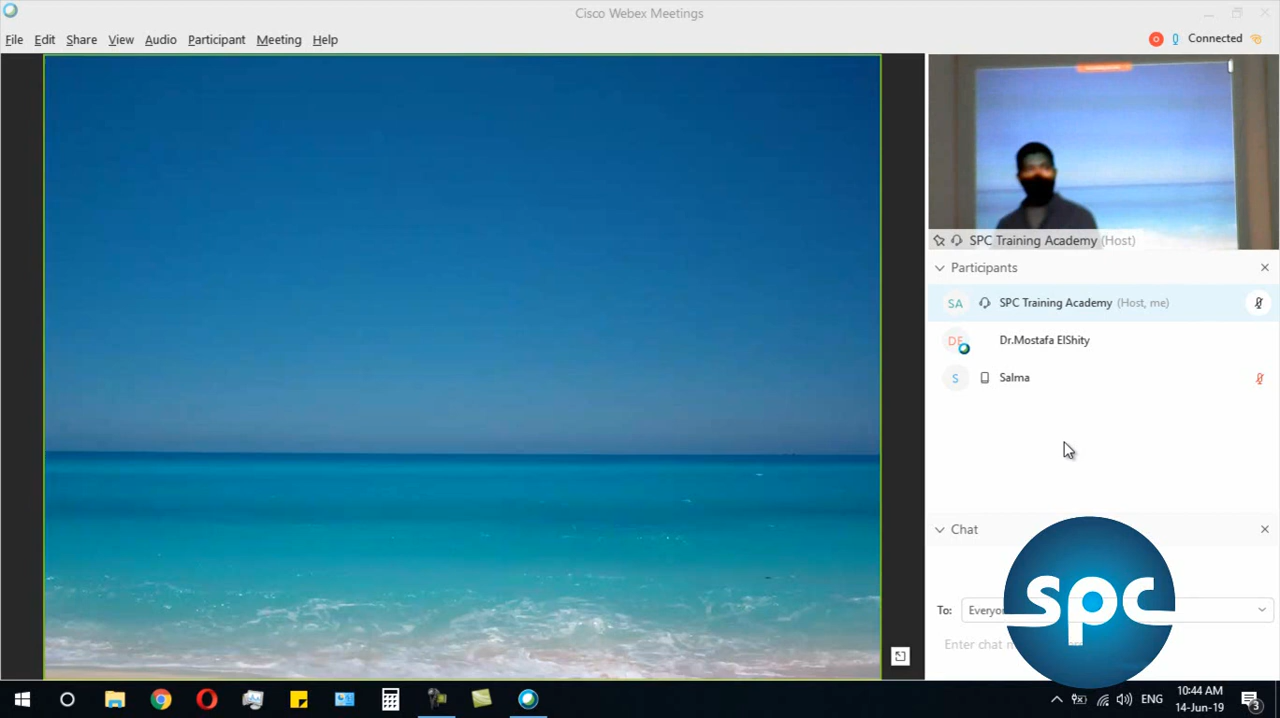 Cisco Webex Meetings
File Edit Share View Audio Participant Meeting Help
Connected
SPC Training Academy (Host)
Participants
SA SPC Training Academy (Host, me)
DE Dr.Mostafa ElShity
S Salma
Chat
To: Everyo
Enter chat
spc
ENG
10:44 AM
14-Jun-19
3